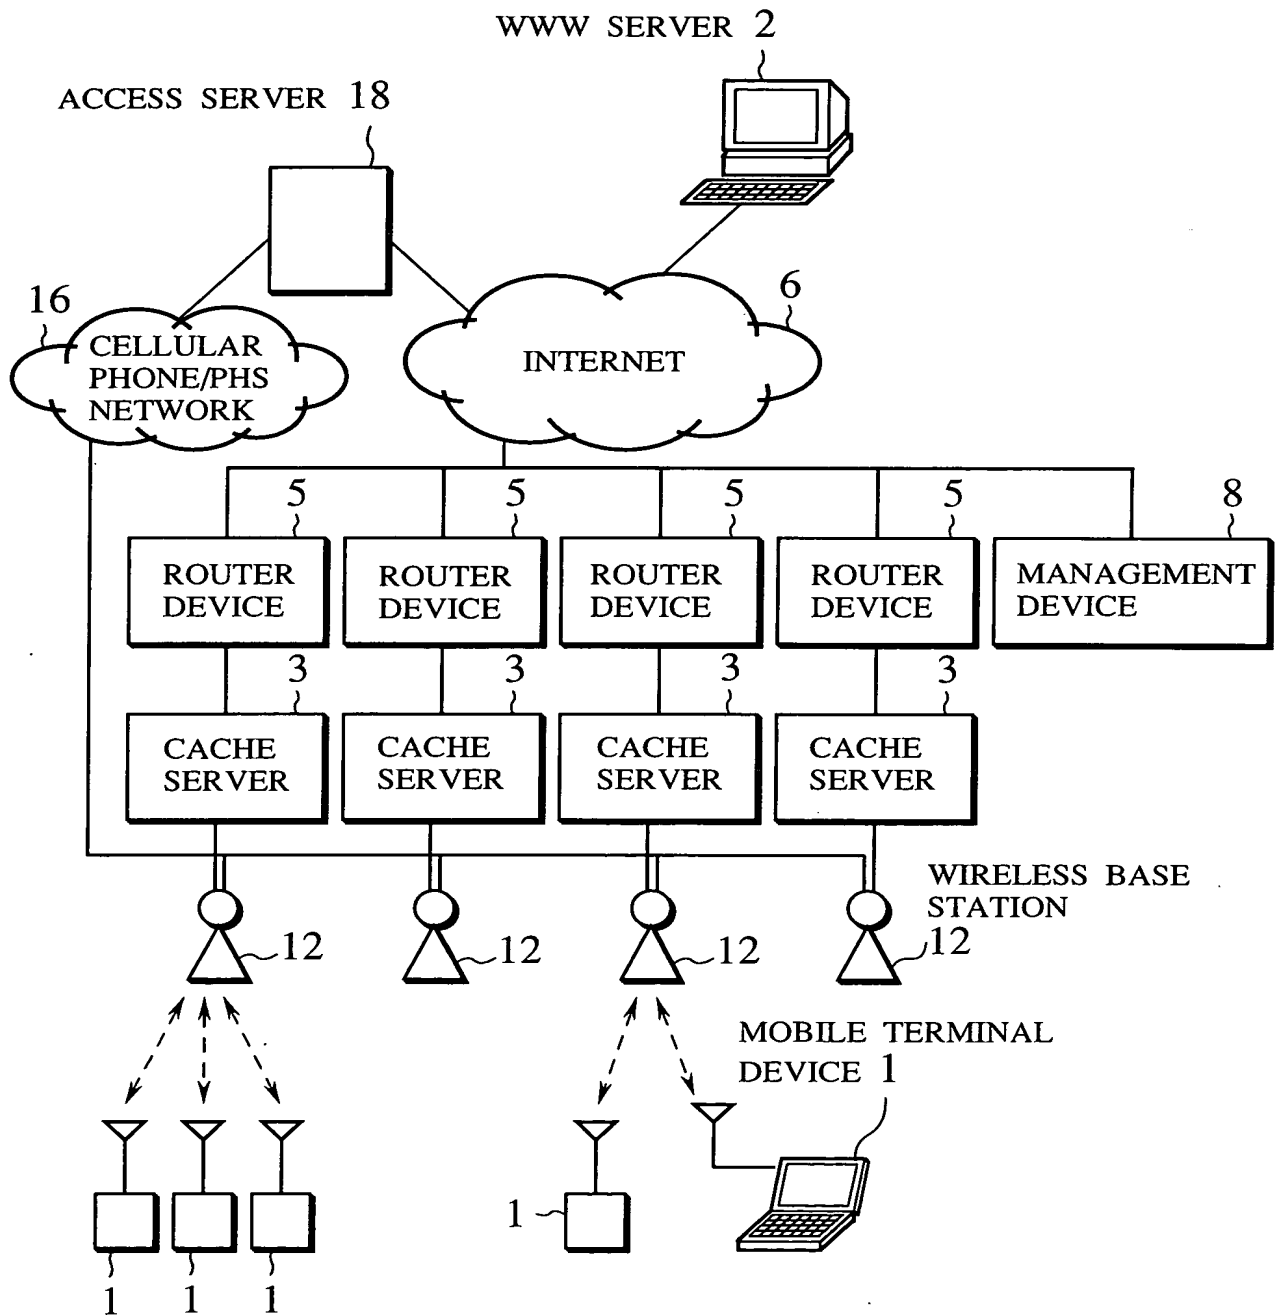 WWW SERVER 2
ACCESS SERVER 18
16
6
CELLULAR
PHONE/PHS
NETWORK
INTERNET
5 5 5 5 8
ROUTER
DEVICE
ROUTER
DEVICE
ROUTER
DEVICE
ROUTER
DEVICE
MANAGEMENT
DEVICE
3 3 3 3
CACHE
SERVER
CACHE
SERVER
CACHE
SERVER
CACHE
SERVER
WIRELESS BASE
STATION
12 12 12 12
MOBILE TERMINAL
DEVICE 1
1
1 1 1